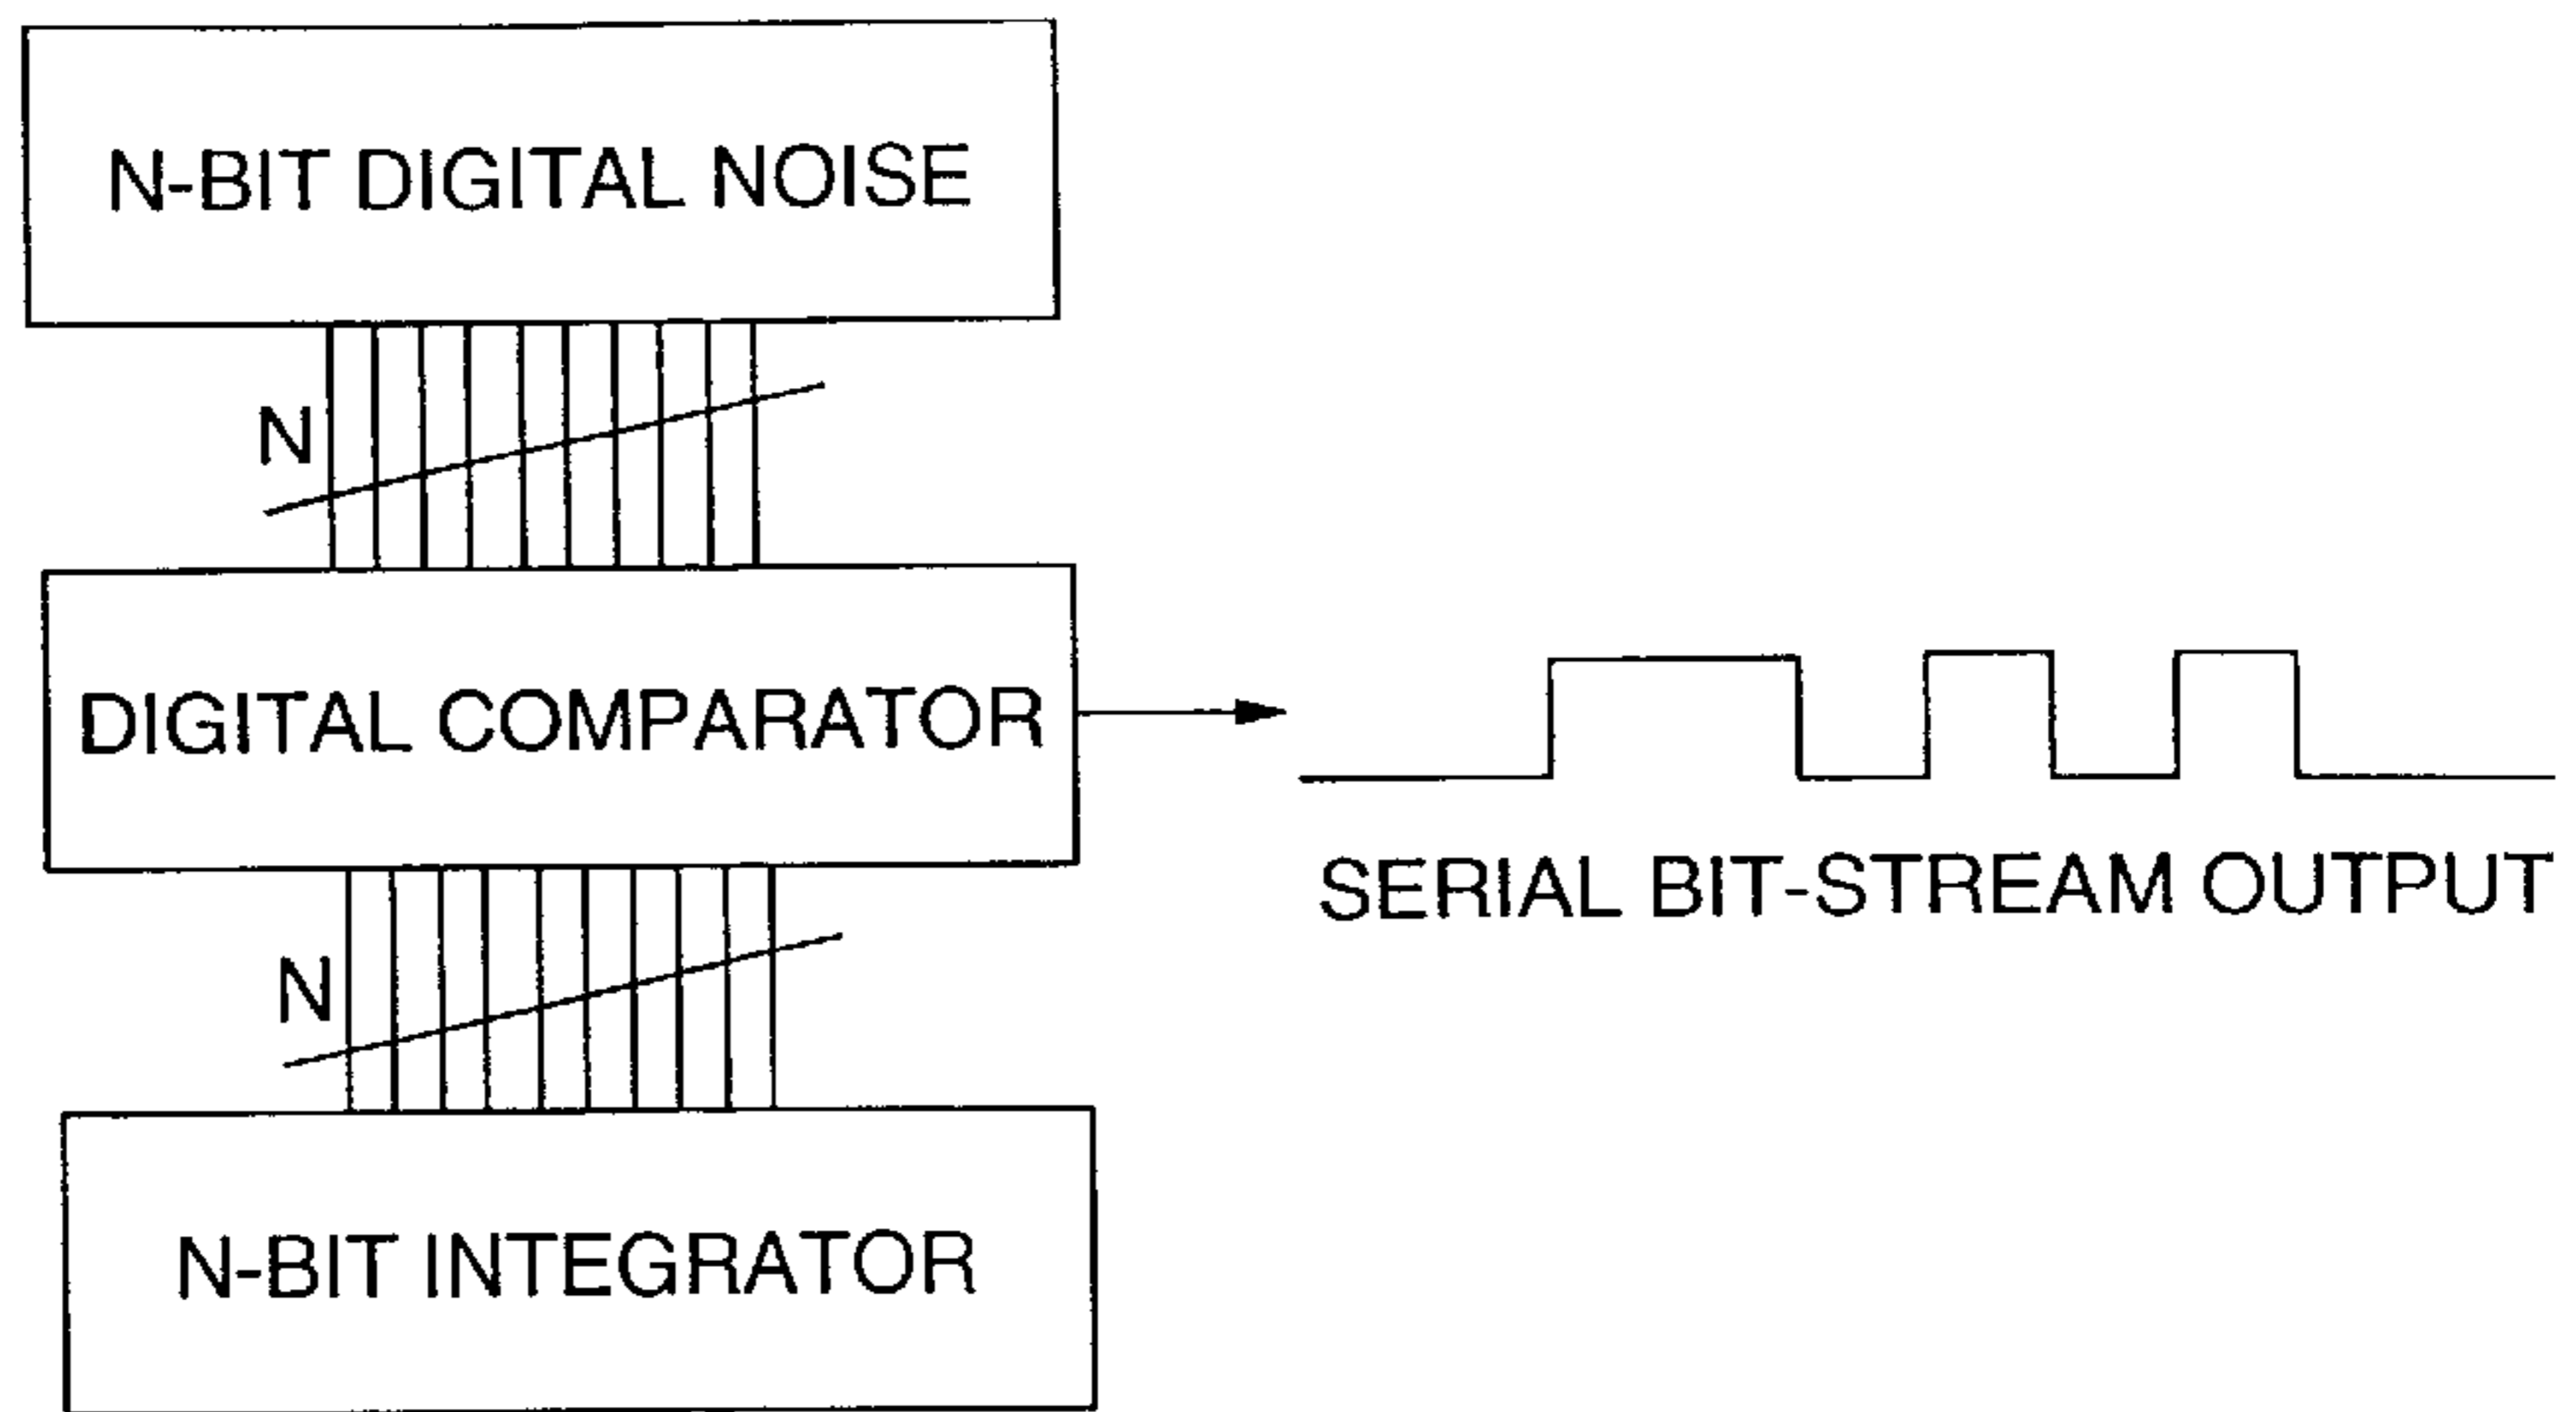 N-BIT DIGITAL NOISE
N
DIGITAL COMPARATOR
SERIAL BIT-STREAM OUTPUT
N
N-BIT INTEGRATOR